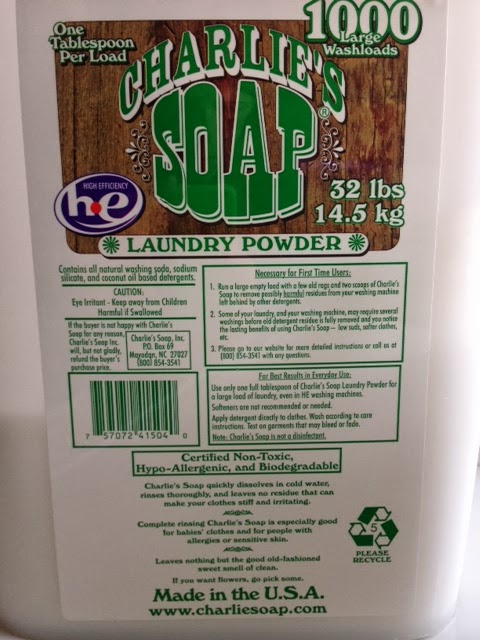 One
Tablespoon
Per Load
1000
Large
Washloads
CHARLIE'S
SOAP®
HIGH EFFICIENCY
he
32 lbs
14.5 kg
LAUNDRY POWDER
Contains all natural washing soda, sodium
silicate, and coconut oil based detergents.
CAUTION:
Eye Irritant - Keep away from Children
Harmful if Swallowed
If the buyer is not happy with Charlie's
Soap for any reason,
Charlie's Soap Inc.
will, but not gladly,
refund the buyer's
purchase price.
Charlie's Soap, Inc.
P.O. Box 69
Mayodan, NC 27027
(800) 854-3541
7 57072 41504 0
Necessary for First Time Users:
1. Run a large empty load with a few old rags and two scoops of Charlie's
Soap to remove possibly harmful residues from your washing machine
left behind by other detergents.
2. Some of your laundry, and your washing machine, may require several
washings before old detergent residue is fully removed and you notice
the lasting benefits of using Charlie's Soap — low suds, softer clothes,
etc.
3. Please go to our website for more detailed instructions or call us at
(800) 854-3541 with any questions.
For Best Results in Everyday Use:
Use only one full tablespoon of Charlie's Soap Laundry Powder for
a large load of laundry, even in HE washing machines.
Softeners are not recommended or needed.
Apply detergent directly to clothes. Wash according to care
instructions. Test on garments that may bleed or fade.
Note: Charlie's Soap is not a disinfectant.
Certified Non-Toxic,
Hypo-Allergenic, and Biodegradable
Charlie's Soap quickly dissolves in cold water,
rinses thoroughly, and leaves no residue that can
make your clothes stiff and irritating.
Complete rinsing Charlie's Soap is especially good
for babies' clothes and for people with
allergies or sensitive skin.
Leaves nothing but the good old-fashioned
sweet smell of clean.
If you want flowers, go pick some.
5
PLEASE
RECYCLE
Made in the U.S.A.
www.charliesoap.com